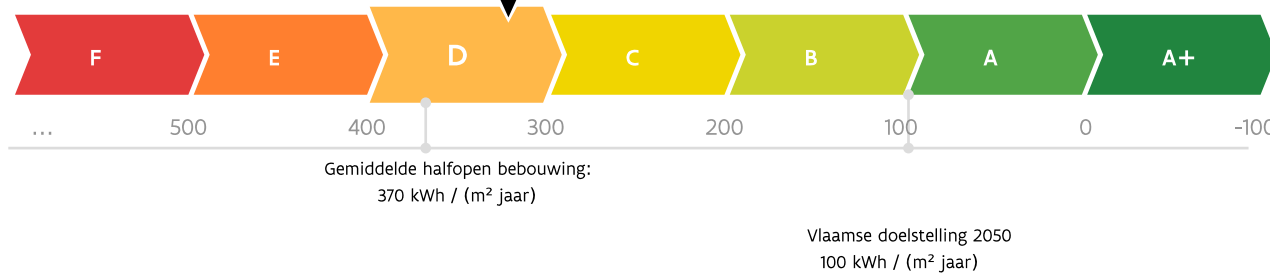 F E D C B A A+
... 500 400 300 200 100 0 -100
Gemiddelde halfopen bebouwing:
370 kWh / (m² jaar)
Vlaamse doelstelling 2050
100 kWh / (m² jaar)